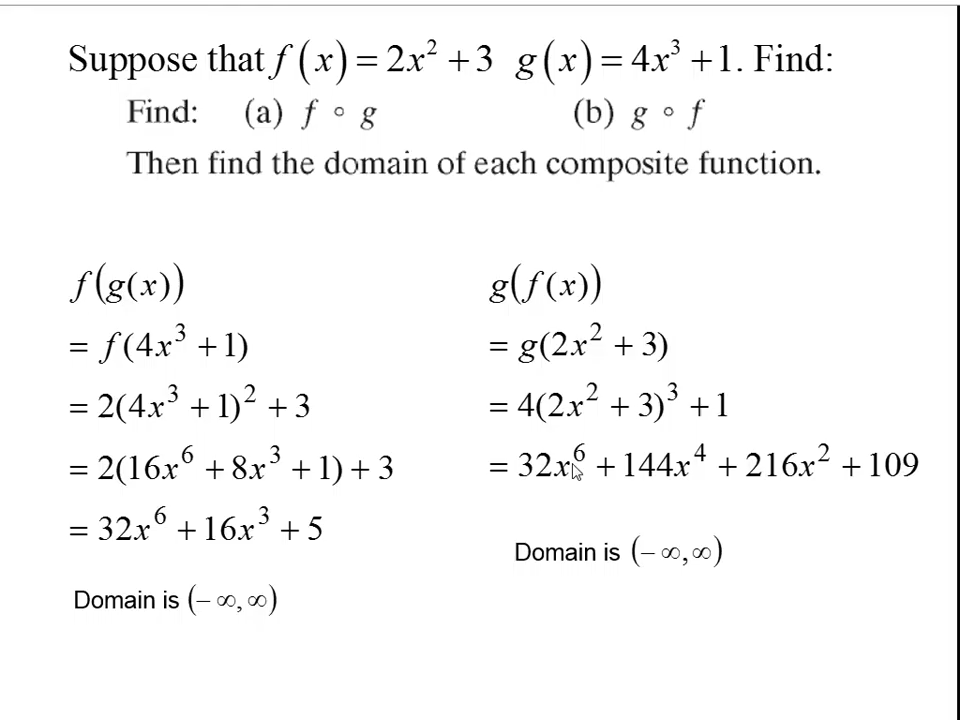 Suppose that f(x) = 2x² + 3 g(x) = 4x³ + 1. Find:
Find: (a) f ∘ g (b) g ∘ f
Then find the domain of each composite function.
f(g(x))
= f(4x³ + 1)
= 2(4x³ + 1)² + 3
= 2(16x⁶ + 8x³ + 1) + 3
= 32x⁶ + 16x³ + 5
Domain is (− ∞, ∞)
g(f(x))
= g(2x² + 3)
= 4(2x² + 3)³ + 1
= 32x⁶ + 144x⁴ + 216x² + 109
Domain is (− ∞, ∞)